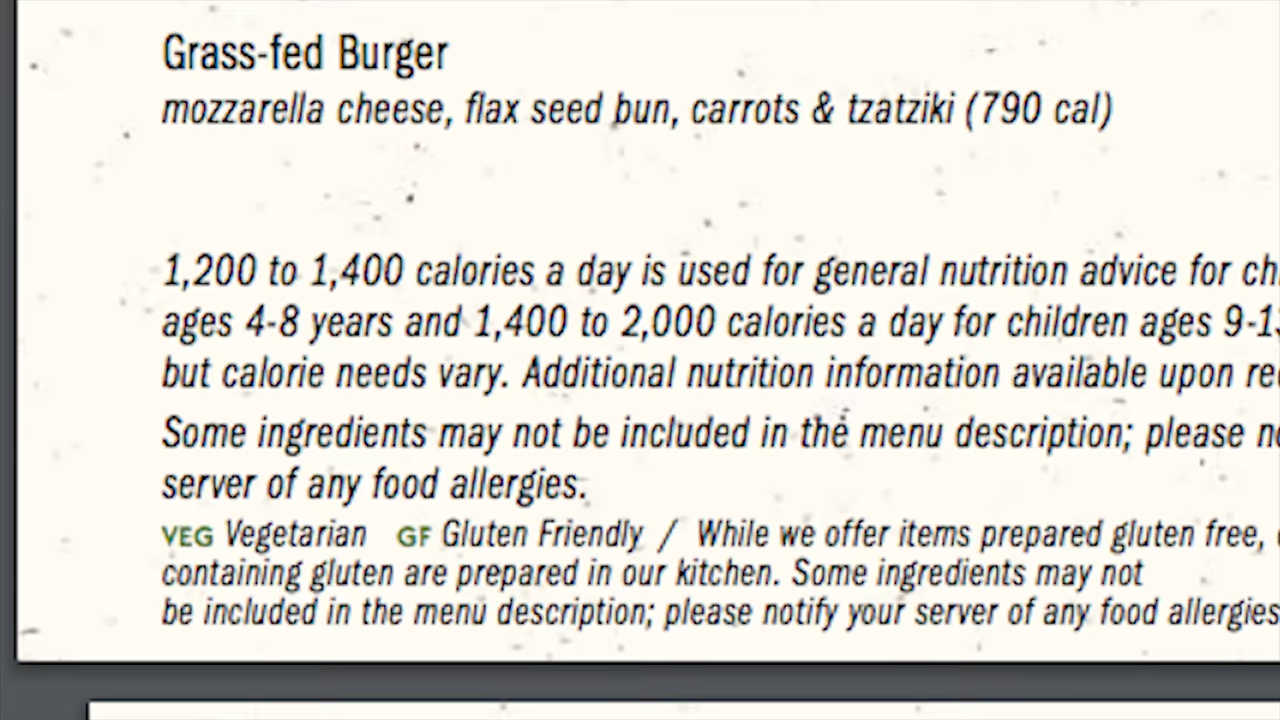 Grass-fed Burger
mozzarella cheese, flax seed bun, carrots & tzatziki (790 cal)
1,200 to 1,400 calories a day is used for general nutrition advice for
ages 4-8 years and 1,400 to 2,000 calories a day for children ages
but calorie needs vary. Additional nutrition information available upon
Some ingredients may not be included in the menu description; please
server of any food allergies.
VEG Vegetarian GF Gluten Friendly / While we offer items prepared gluten free,
containing gluten are prepared in our kitchen. Some ingredients may not
be included in the menu description; please notify your server of any food allergies